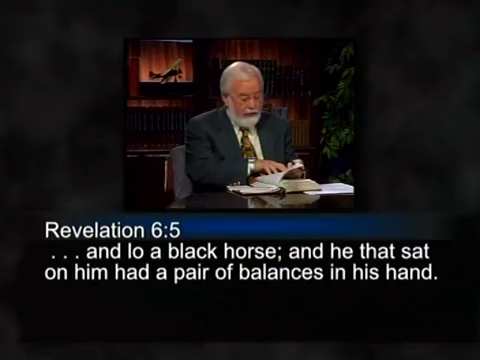 Revelation 6:5
. . . and lo a black horse; and he that sat
on him had a pair of balances in his hand.